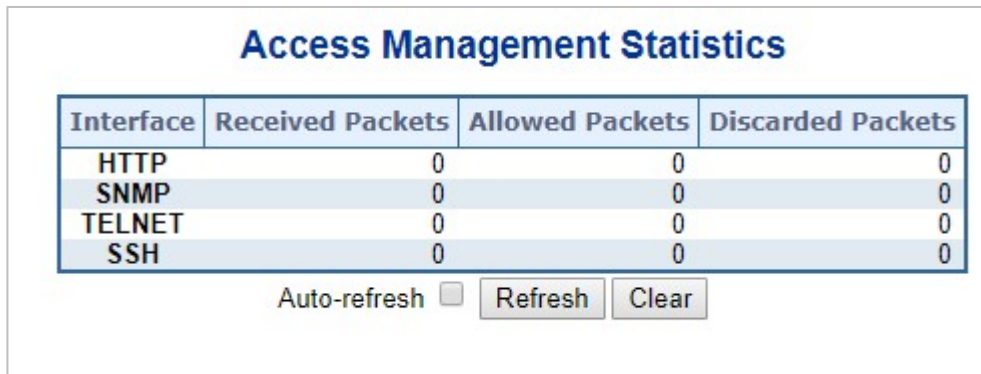 Access Management Statistics
Interface Received Packets Allowed Packets Discarded Packets
HTTP 0 0 0
SNMP 0 0 0
TELNET 0 0 0
SSH 0 0 0
Auto-refresh Refresh Clear